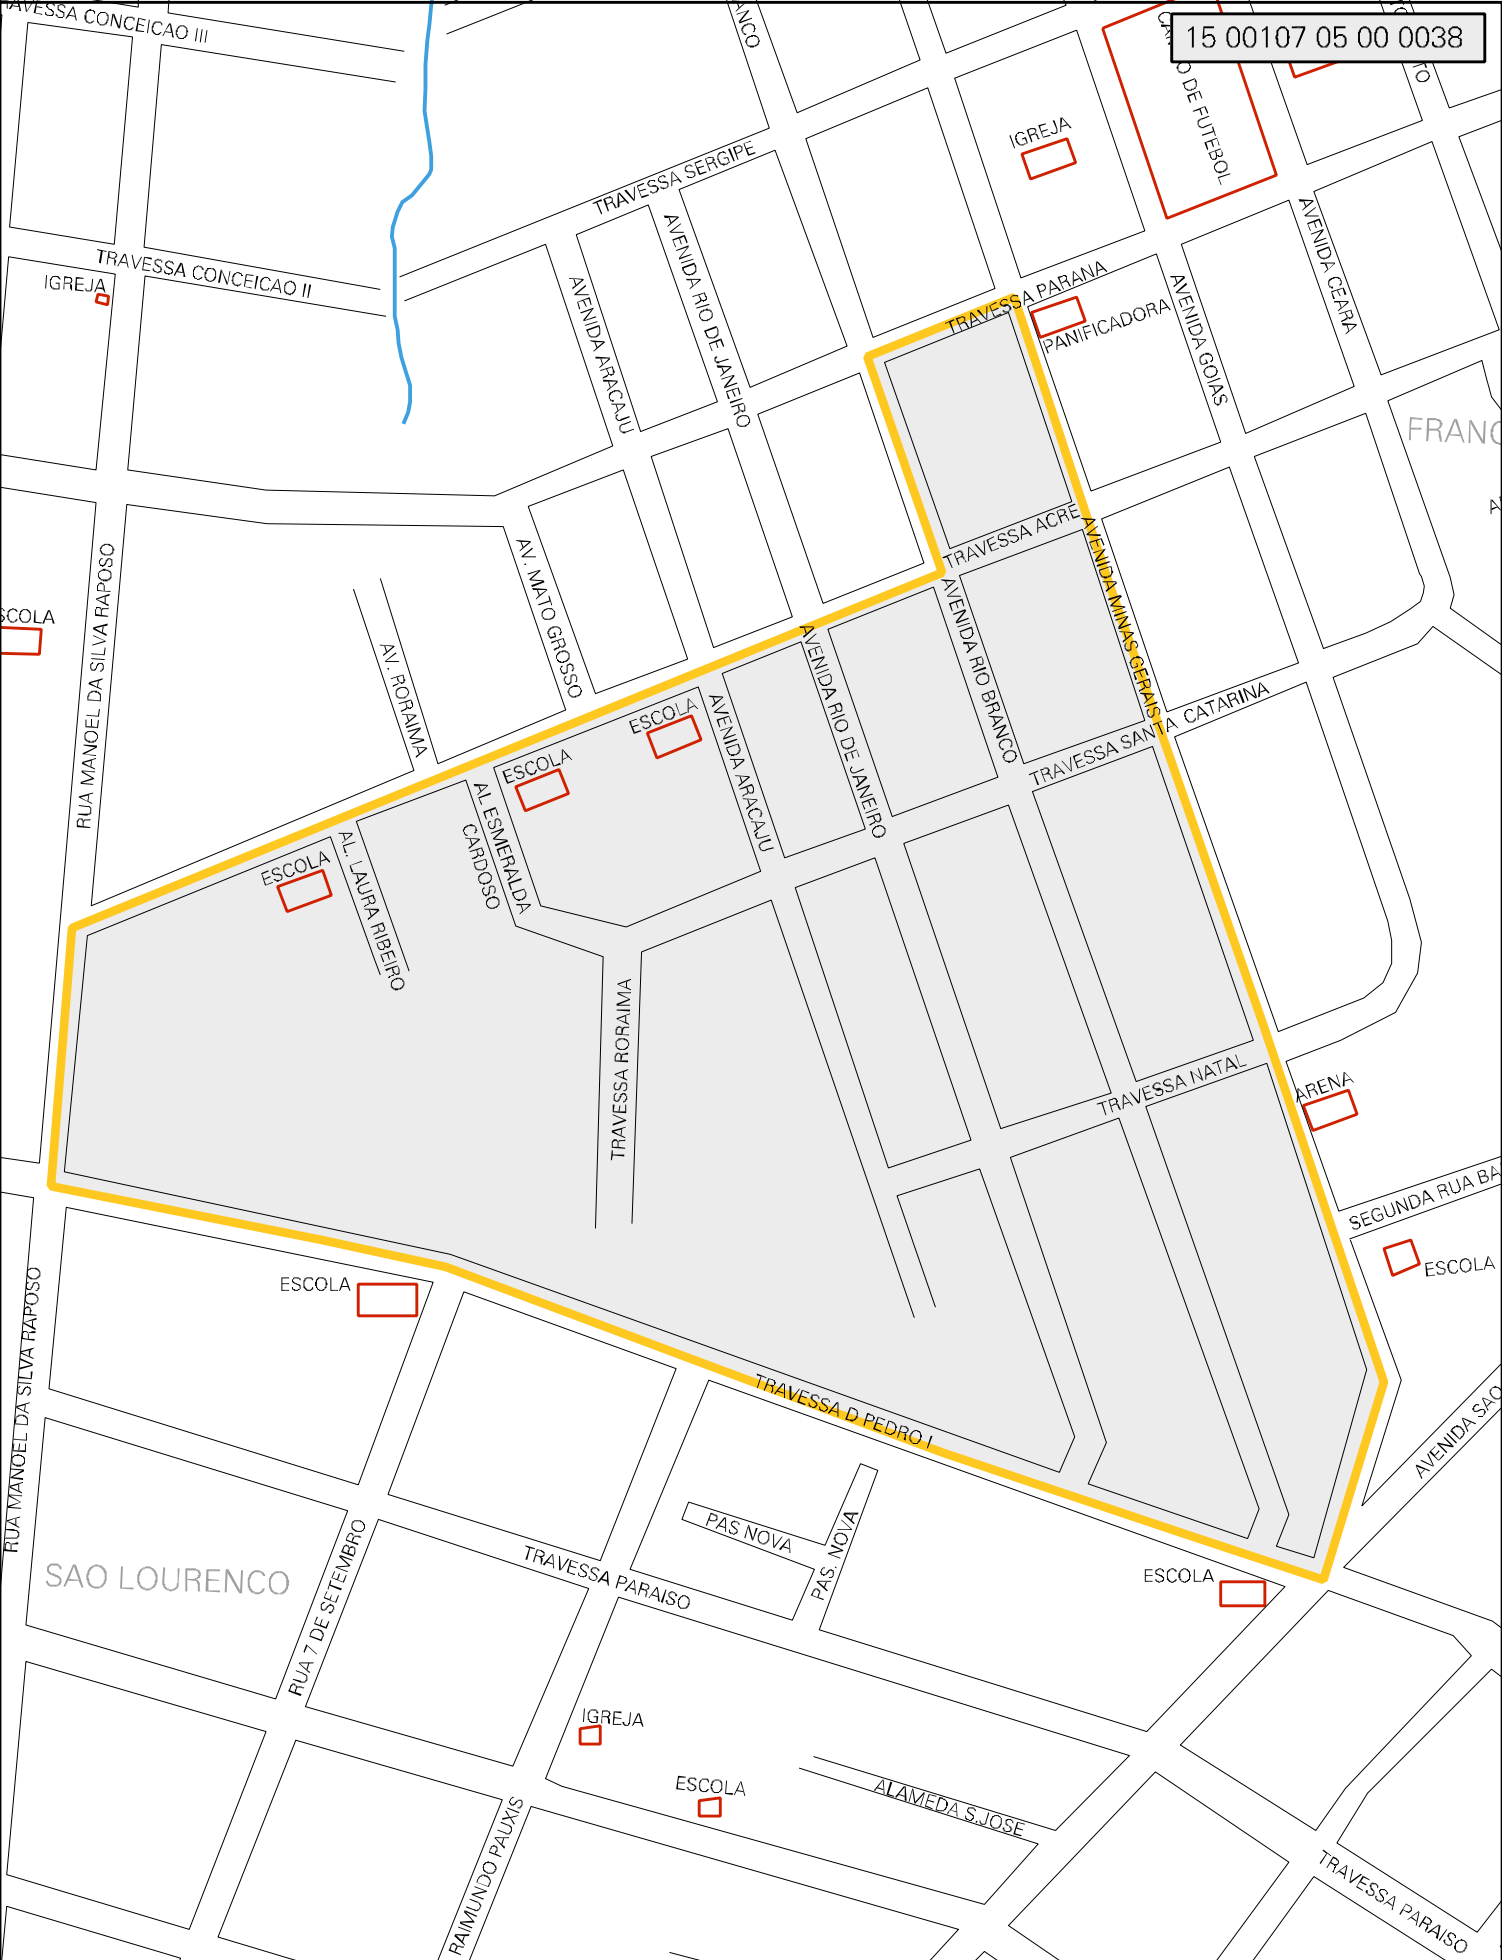 TRAVESSA CONCEICAO III
15 00107 05 00 0038
DE FUTEBOL
IGREJA
TRAVESSA SERGIPE
AVENIDA CEARA
TRAVESSA CONCEICAO II
IGREJA
AVENIDA RIO DE JANEIRO
AVENIDA ARACAJU
TRAVESSA PARANA
PANIFICADORA
AVENIDA GOIAS
FRANC
TRAVESSA ACRE
AV. MATO GROSSO
AVENIDA MINAS GERAIS
RUA MANOEL DA SILVA RAPOSO
SCOLA
AV. RORAIMA
AVENIDA RIO BRANCO
AVENIDA RIO DE JANEIRO
TRAVESSA SANTA CATARINA
ESCOLA
AVENIDA ARACAJU
ESCOLA
AL ESMERALDA
CARDOSO
ESCOLA
AL. LAURA RIBEIRO
TRAVESSA RORAIMA
TRAVESSA NATAL
ARENA
SEGUNDA RUA BA
ESCOLA
ESCOLA
RUA MANOEL DA SILVA RAPOSO
TRAVESSA D PEDRO I
AVENIDA SAO
PAS NOVA
PAS. NOVA
SAO LOURENCO
RUA 7 DE SETEMBRO
TRAVESSA PARAISO
ESCOLA
IGREJA
ESCOLA
ALAMEDA S.JOSE
RAIMUNDO PAUXIS
TRAVESSA PARAISO